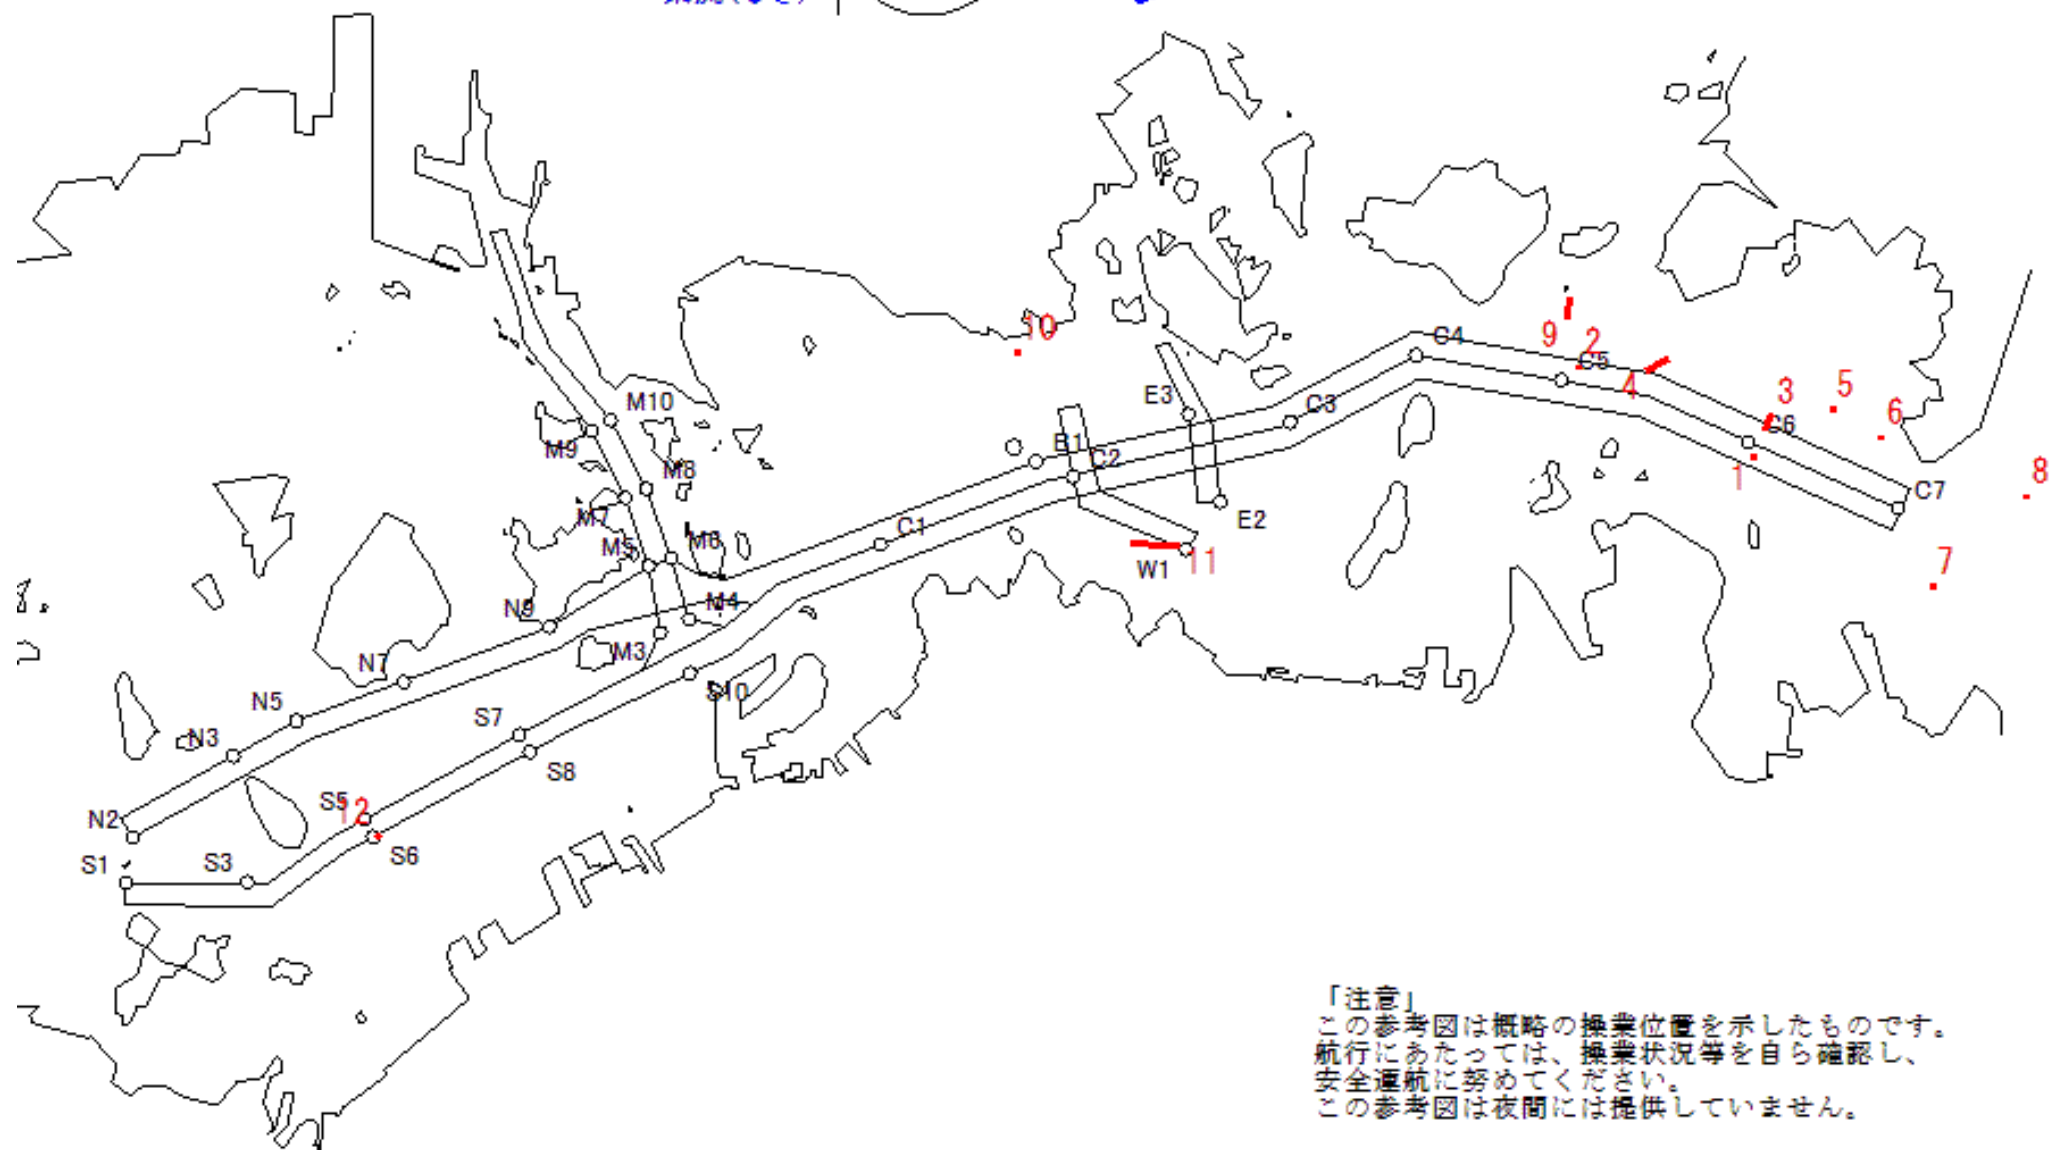 10
C4
9
2
C5
4
E3
3
5
M10
C3
6
C6
B1
M9
C2
1
8
M8
C7
E2
M7
C1
M6
M5
11
W1
7
N9
M4
M3
N7
S10
N5
S7
N3
S8
S5
12
N2
S6
S1
S3
「注意」
この参考図は概略の操業位置を示したものです。
航行にあたっては、操業状況等を自ら確認し、
安全運航に努めてください。
この参考図は夜間には提供していません。